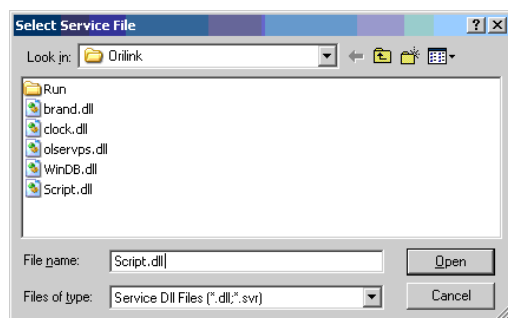 Select Service File
Look in: Orilink
Run
brand.dll
clock.dll
olservps.dll
WinDB.dll
Script.dll
File name: Script.dll
Open
Files of type: Service Dll Files (*.dll;*.svr)
Cancel